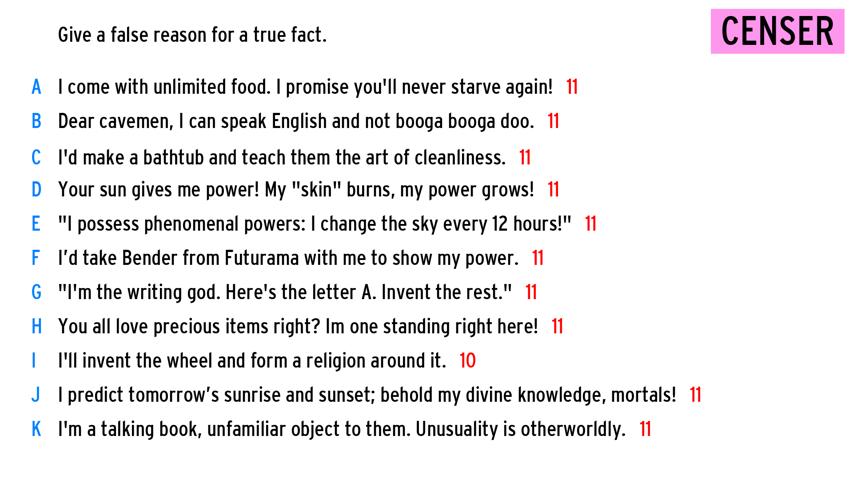 Give a false reason for a true fact.
CENSER
A I come with unlimited food. I promise you'll never starve again! 11
B Dear cavemen, I can speak English and not booga booga doo. 11
C I'd make a bathtub and teach them the art of cleanliness. 11
D Your sun gives me power! My "skin" burns, my power grows! 11
E "I possess phenomenal powers: I change the sky every 12 hours!" 11
F I’d take Bender from Futurama with me to show my power. 11
G "I'm the writing god. Here's the letter A. Invent the rest." 11
H You all love precious items right? Im one standing right here! 11
I I'll invent the wheel and form a religion around it. 10
J I predict tomorrow’s sunrise and sunset; behold my divine knowledge, mortals! 11
K I'm a talking book, unfamiliar object to them. Unusuality is otherworldly. 11